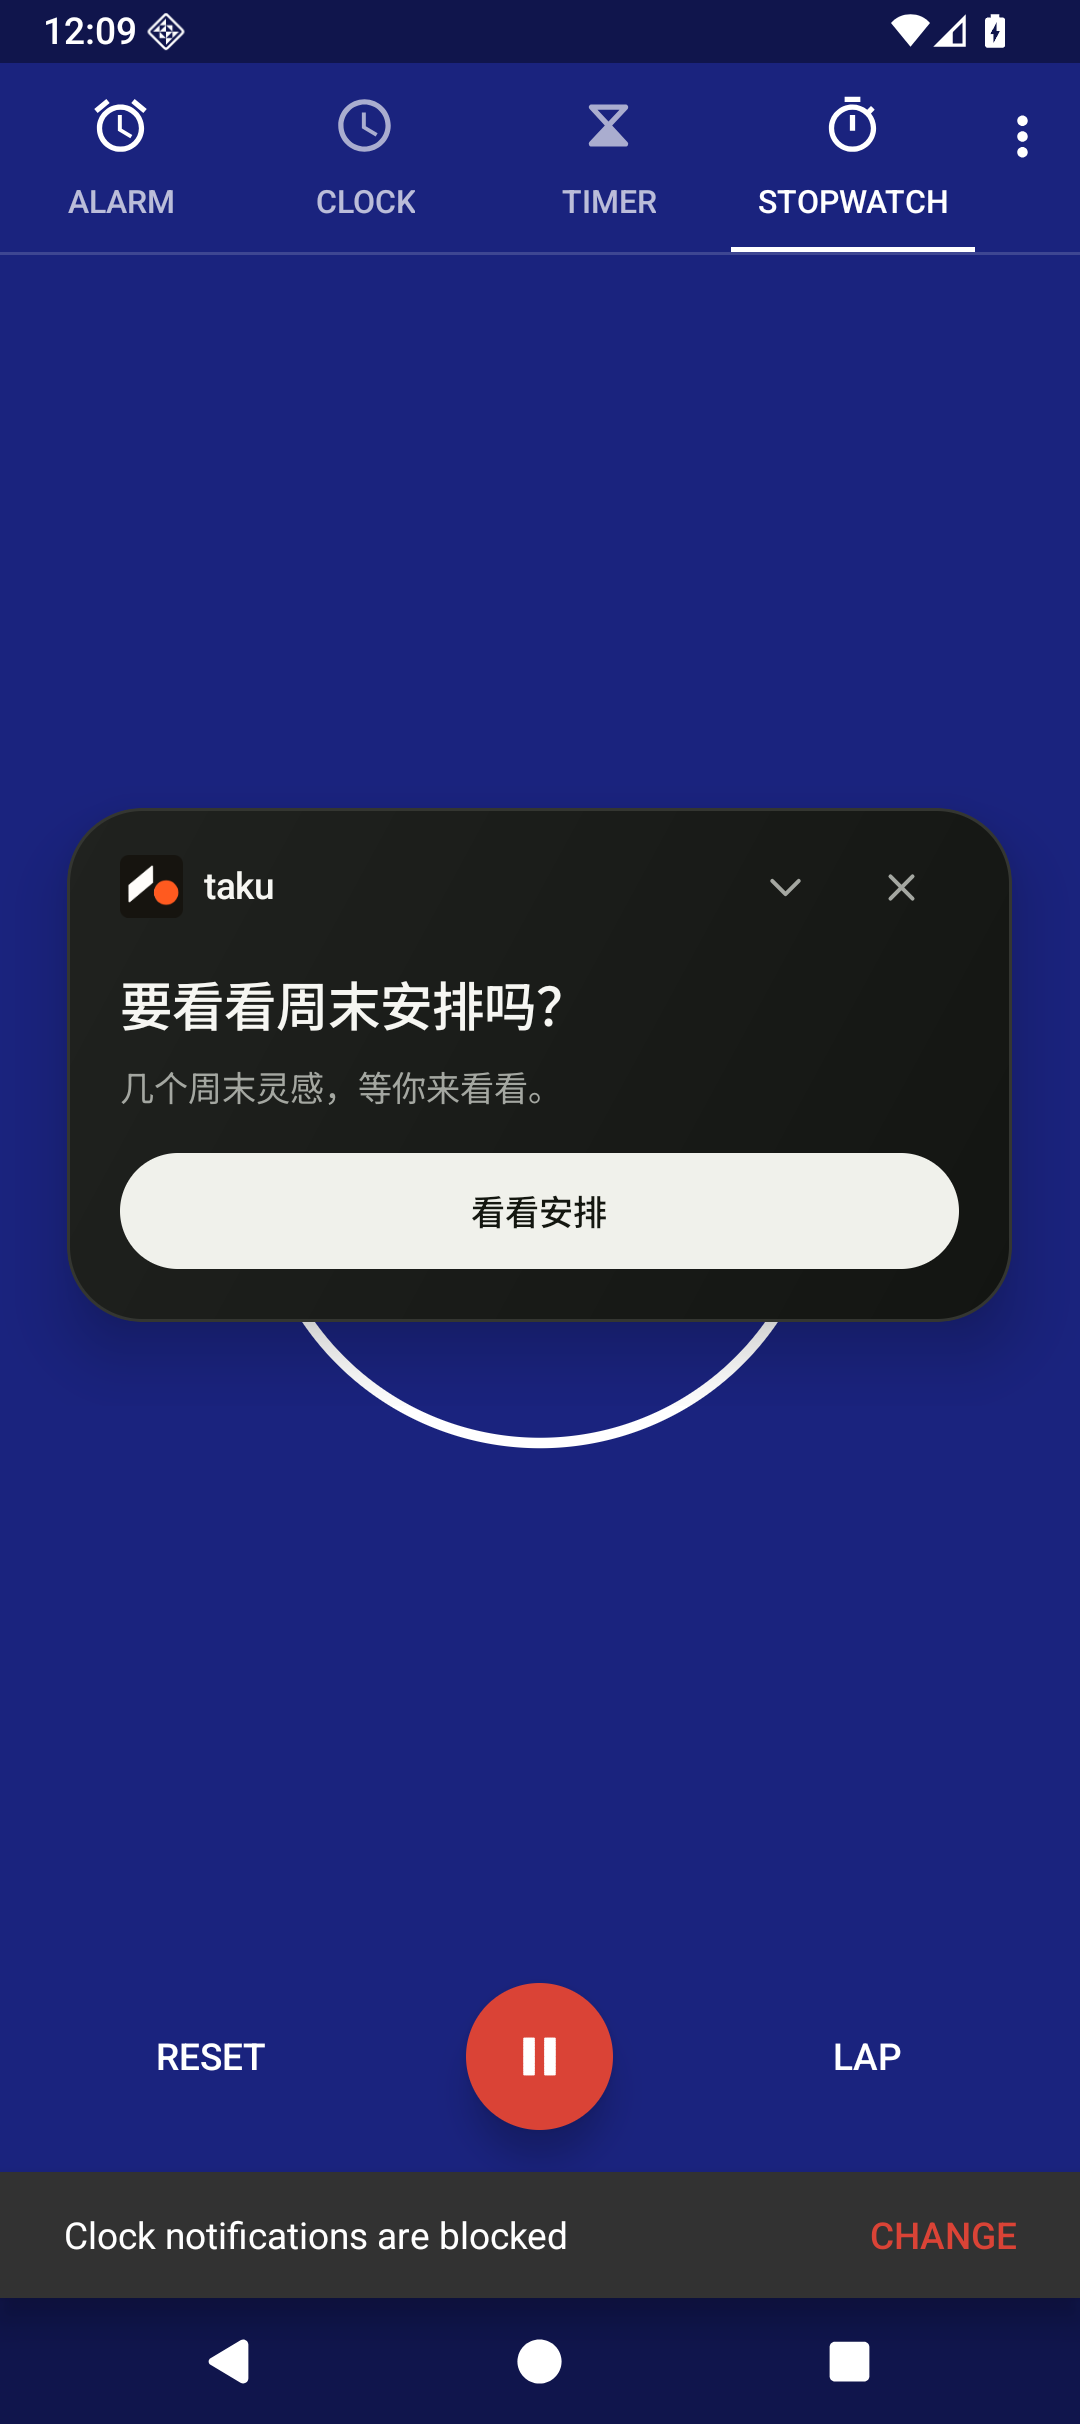 12:09
ALARM
CLOCK
TIMER
STOPWATCH
taku
要看看周末安排吗?
几个周末灵感，等你来看看。
看看安排
RESET
LAP
Clock notifications are blocked
CHANGE